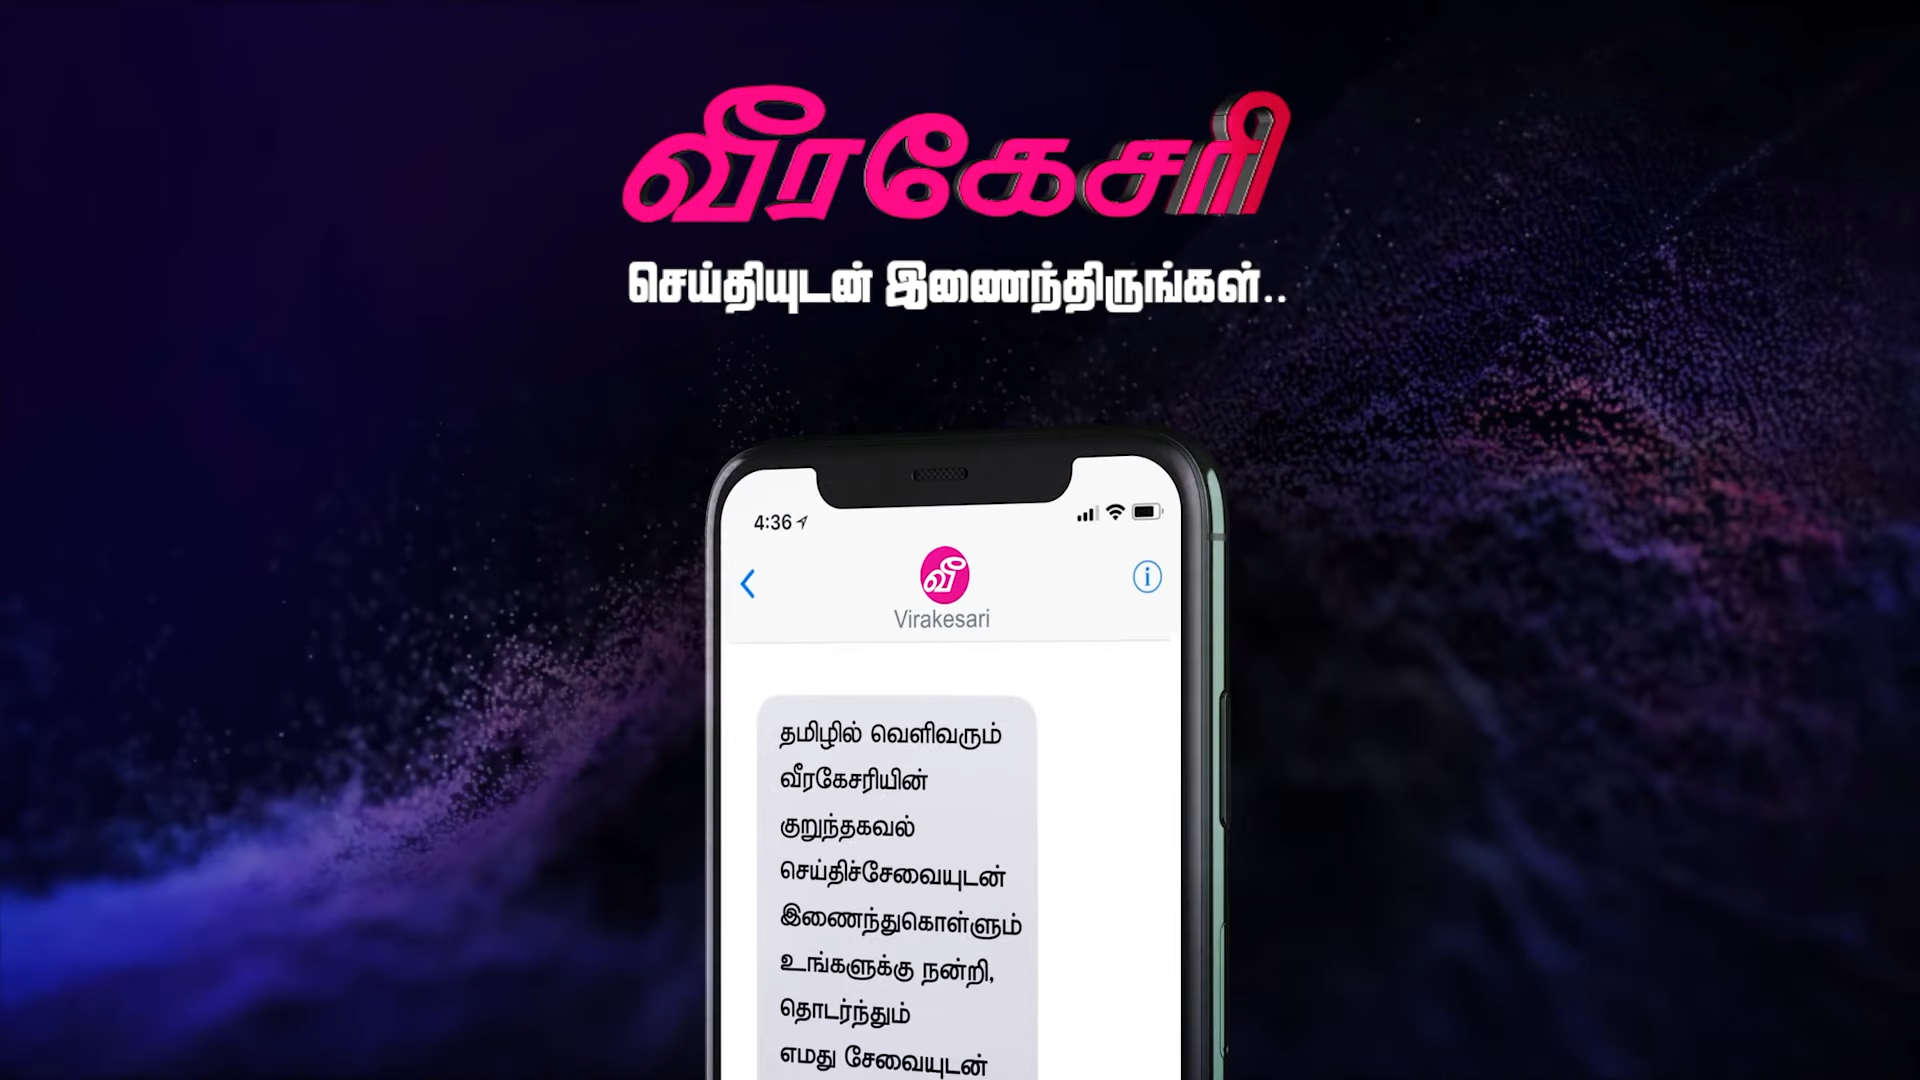 வீரகேசரி
செய்தியுடன் இணைந்திருங்கள்..
4:36
வீ
Virakesari
தமிழில் வெளிவரும்
வீரகேசரியின்
குறுந்தகவல்
செய்திச்சேவையுடன்
இணைந்துகொள்ளும்
உங்களுக்கு நன்றி,
தொடர்ந்தும்
எமது சேவையுடன்